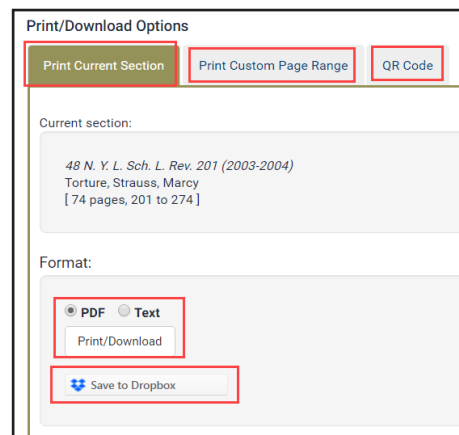 Print/Download Options
Print Current Section Print Custom Page Range QR Code
Current section:
48 N. Y. L. Sch. L. Rev. 201 (2003-2004)
Torture, Strauss, Marcy
[ 74 pages, 201 to 274 ]
Format:
PDF Text
Print/Download
Save to Dropbox